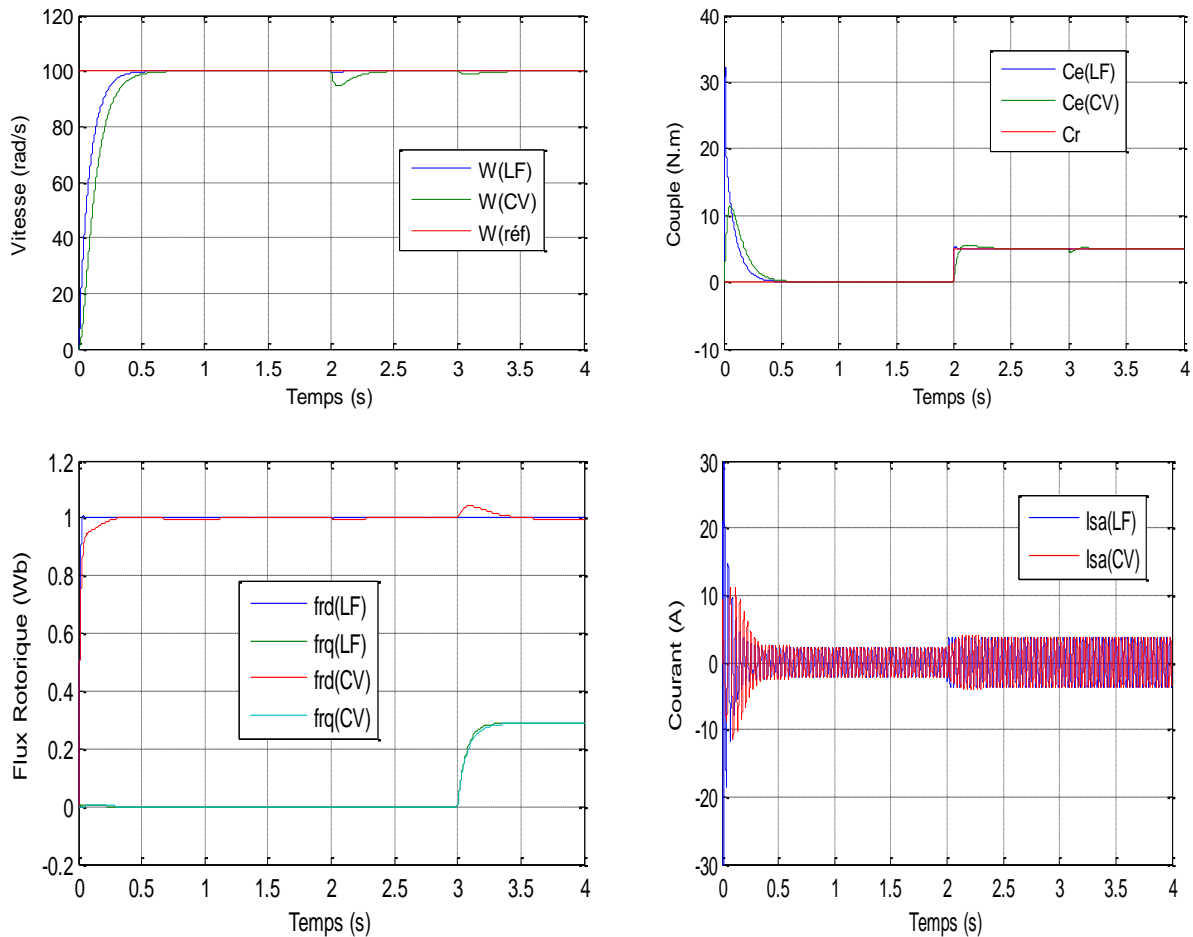 120
100
80
60
40
20
0
Vitesse (rad/s)
W(LF)
W(CV)
W(réf)
0 0.5 1 1.5 2 2.5 3 3.5 4
Temps (s)
40
30
20
10
0
-10
Couple (N.m)
Ce(LF)
Ce(CV)
Cr
0 0.5 1 1.5 2 2.5 3 3.5 4
Temps (s)
1.2
1
0.8
0.6
0.4
0.2
0
-0.2
Flux Rotorique (Wb)
frd(LF)
frq(LF)
frd(CV)
frq(CV)
0 0.5 1 1.5 2 2.5 3 3.5 4
Temps (s)
30
20
10
0
-10
-20
-30
Courant (A)
Isa(LF)
Isa(CV)
0 0.5 1 1.5 2 2.5 3 3.5 4
Temps (s)